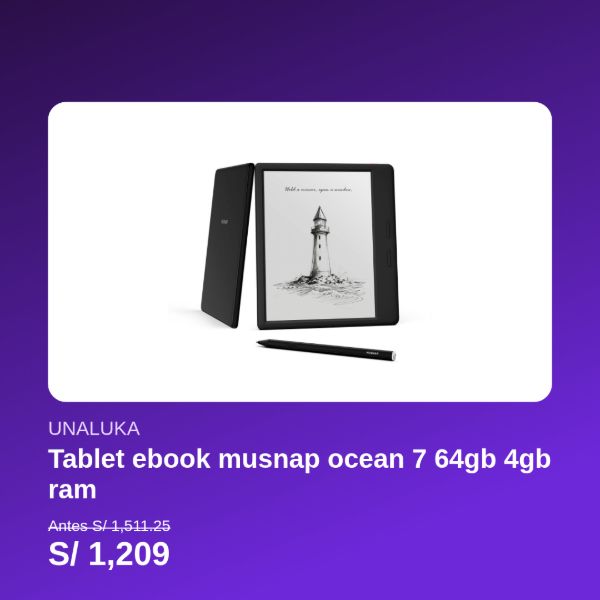 UNALUKA
Tablet ebook musnap ocean 7 64gb 4gb
ram
Antes S/ 1,511.25
S/ 1,209